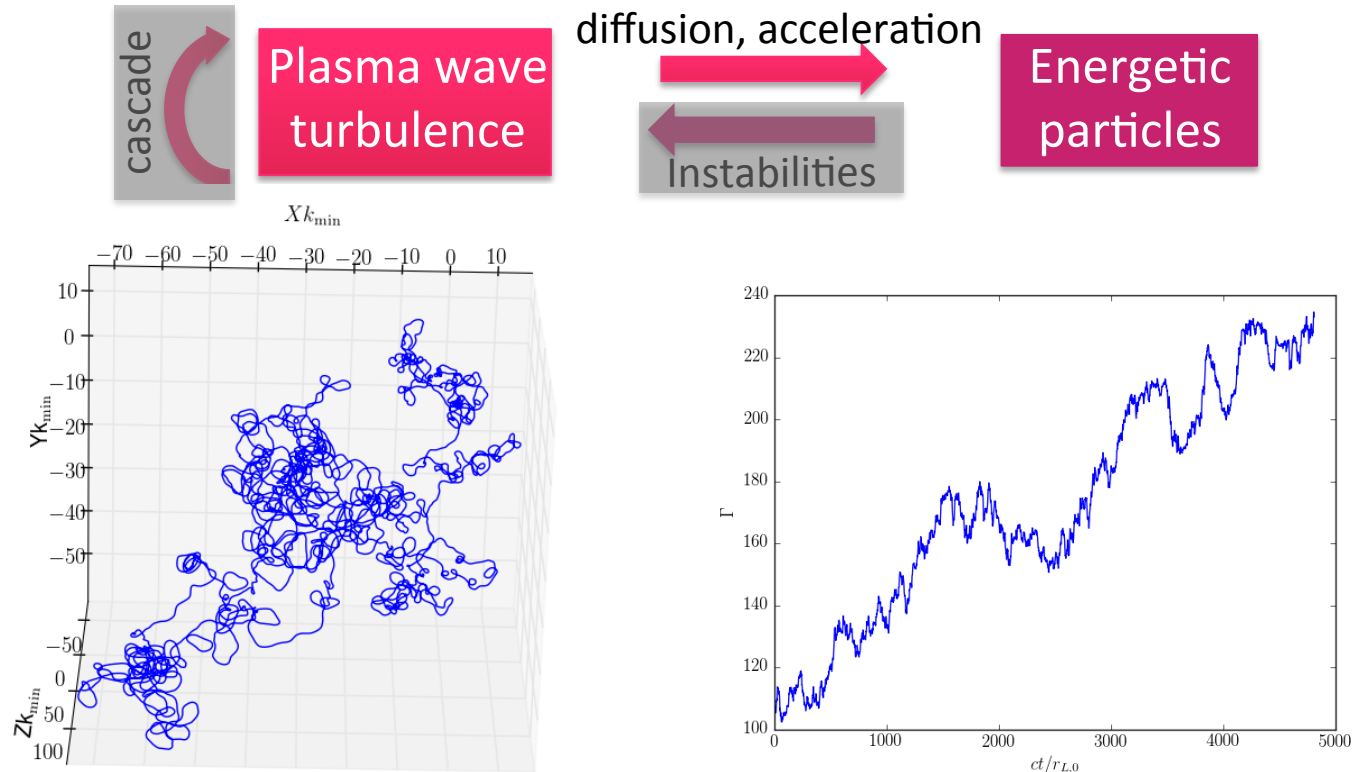 cascade
Plasma wave
turbulence
diffusion, acceleration
Instabilities
Energetic
particles
Xk_min
−70 −60 −50 −40 −30 −20 −10 0 10
Yk_min
10
0
−10
−20
−30
−40
−50
Zk_min
−50
0
50
100
Γ
240
220
200
180
160
140
120
100
0 1000 2000 3000 4000 5000
ct/r_{L,0}